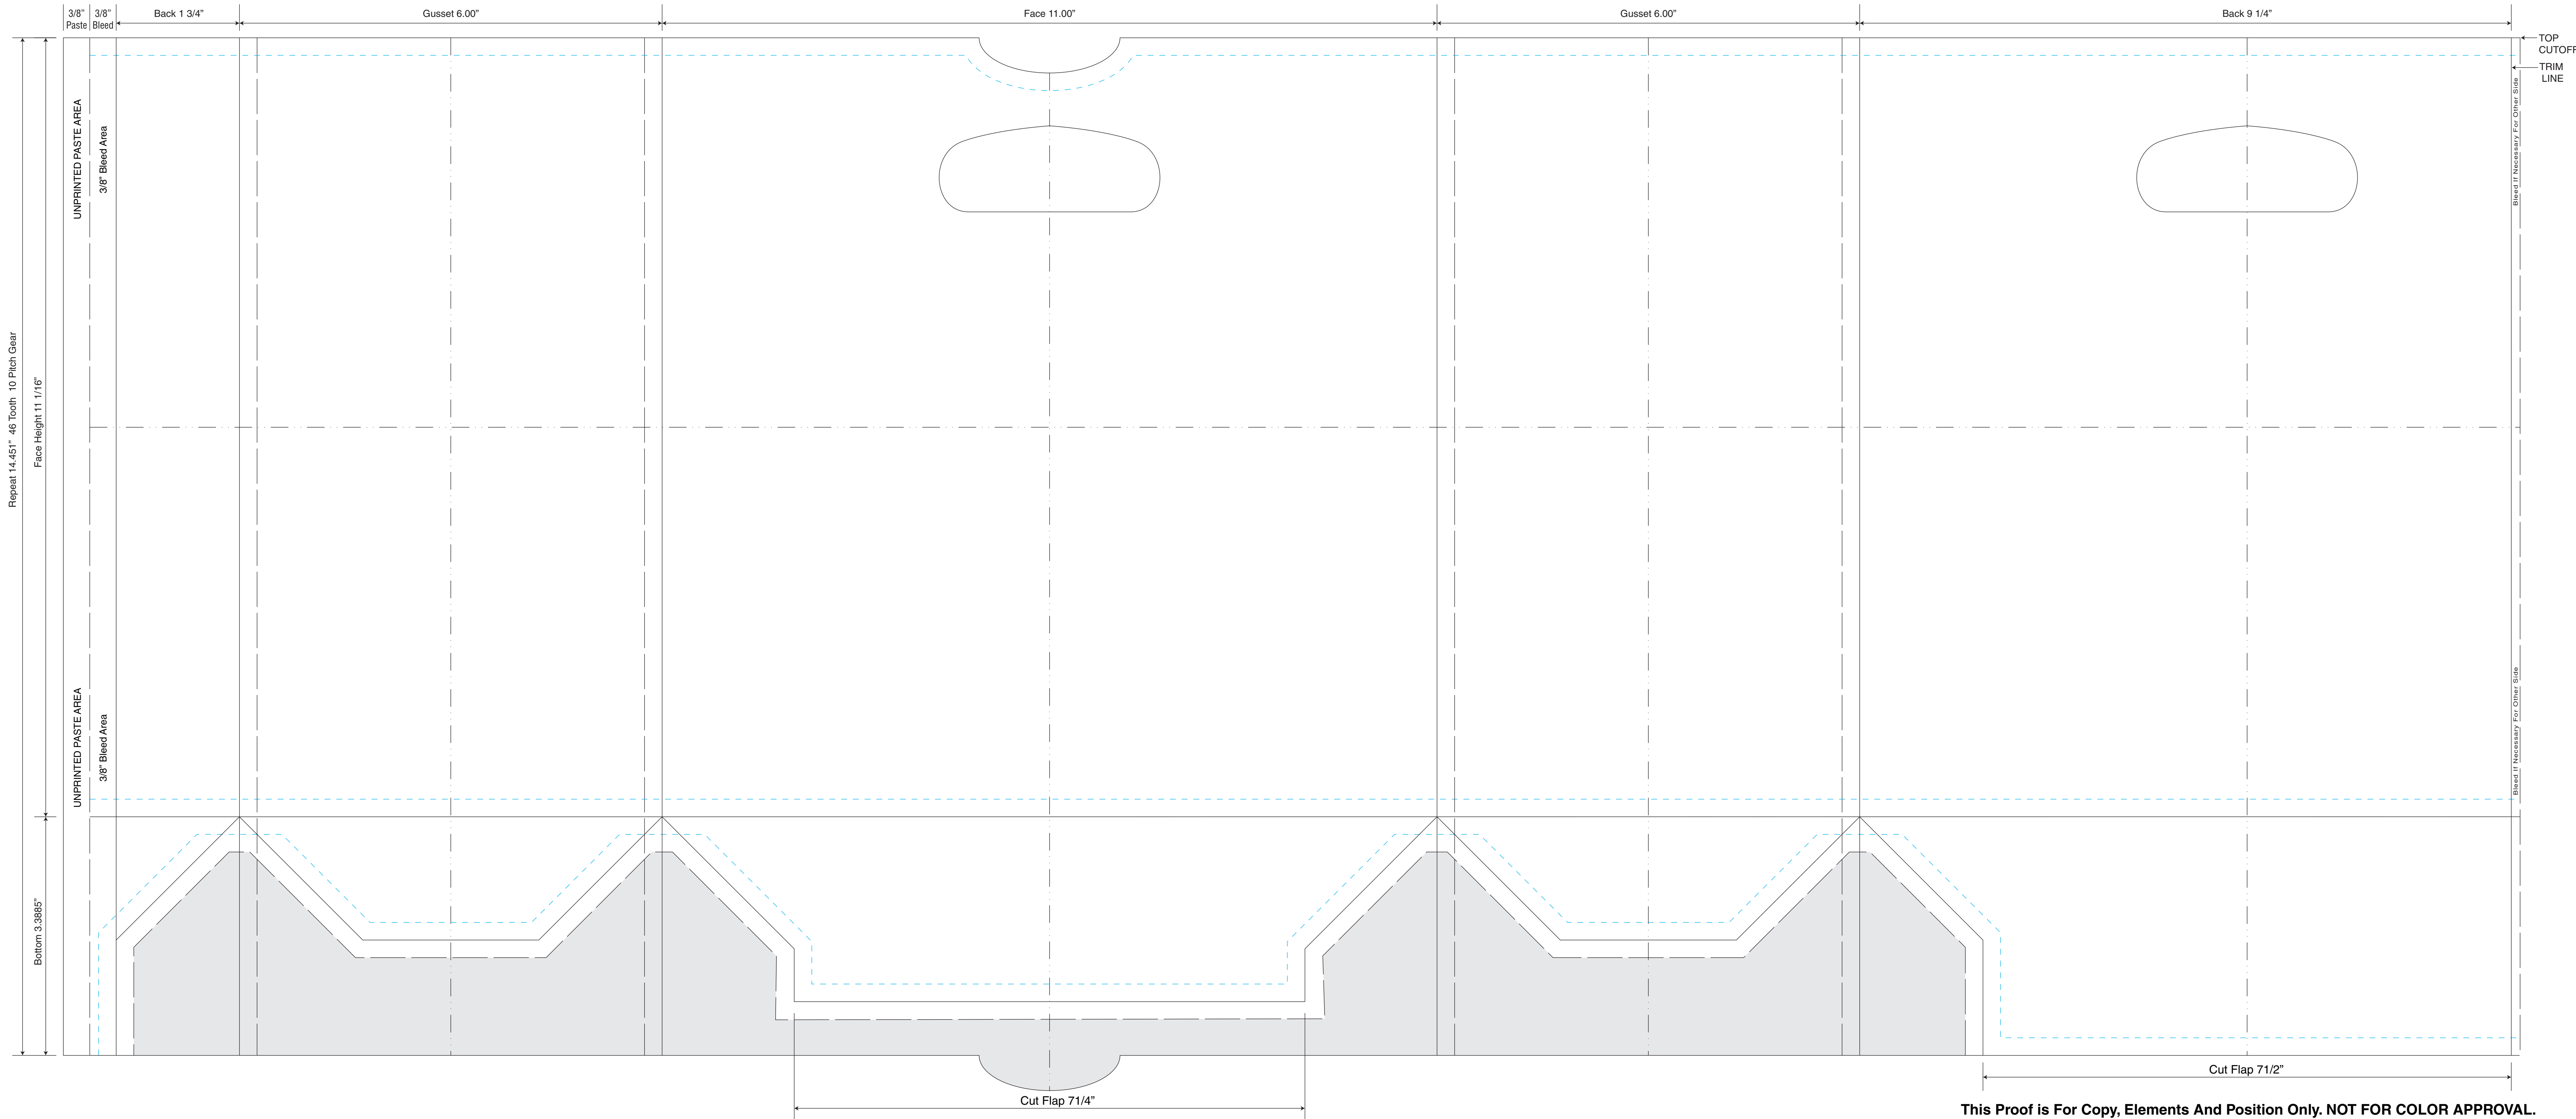 3/8" Paste
3/8" Bleed
Back 1 3/4”
Gusset 6.00”
Face 11.00”
Gusset 6.00”
Back 9 1/4”
TOP
CUTOFF
TRIM
LINE
UNPRINTED PASTE AREA
3/8" Bleed Area
Bleed If Necessary For Other Side
Repeat 14.451” 46 Tooth 10 Pitch Gear
Face Height 11 1/16”
UNPRINTED PASTE AREA
3/8" Bleed Area
Bleed If Necessary For Other Side
Bottom 3.3885”
Cut Flap 71/2”
Cut Flap 71/4”
This Proof is For Copy, Elements And Position Only. NOT FOR COLOR APPROVAL.